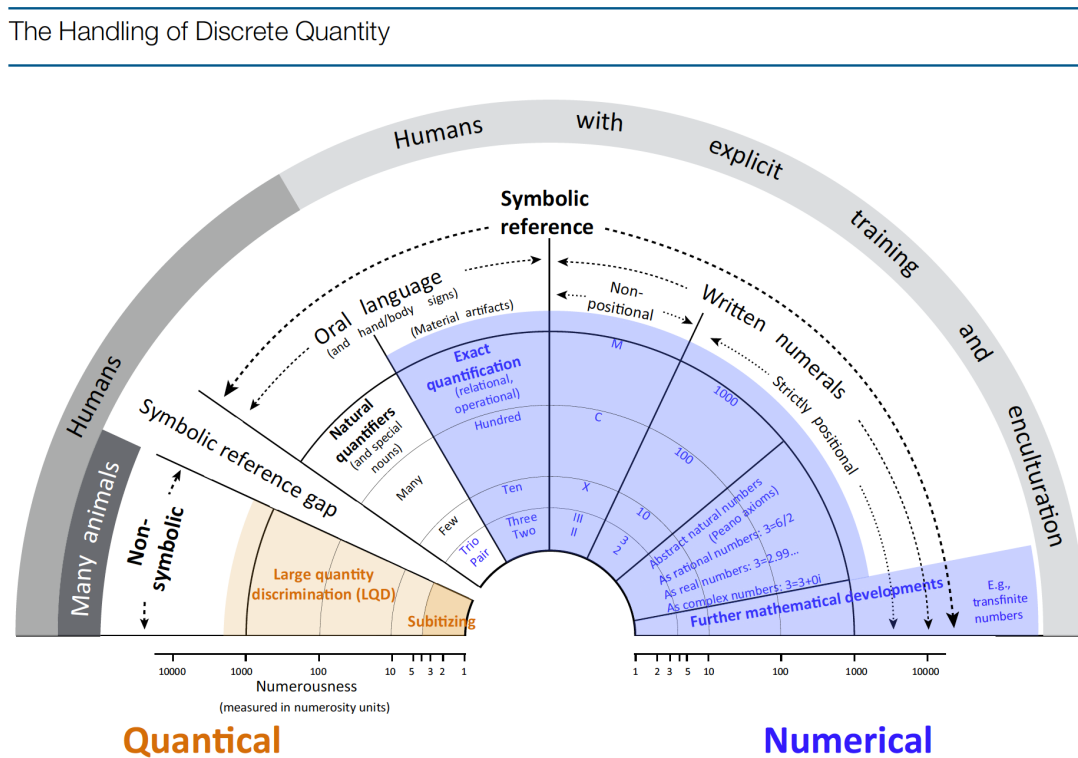 The Handling of Discrete Quantity
Humans with explicit training and enculturation
Humans
Many animals
Symbolic
reference
Oral language
(and hand/body signs)
(Material artifacts)
Non-
positional
Written numerals
Strictly positional
Symbolic reference gap
Non-
symbolic
Natural
quantifiers
(and special
nouns)
Many
Few
Trio
Pair
Exact
quantification
(relational,
operational)
Hundred
Ten
Three
Two
M
C
X
III
II
1000
100
10
3
2
Abstract natural numbers
(Peano axioms)
As rational numbers: 3=6/2
As real numbers: 3=2.99...
As complex numbers; 3=3+0i
Further mathematical developments
E.g.,
transfinite
numbers
Large quantity
discrimination (LQD)
Subitizing
10000 1000 100 10 5 3 2 1
1 2 3 5 10 100 1000 10000
Numerousness
(measured in numerosity units)
Quantical
Numerical